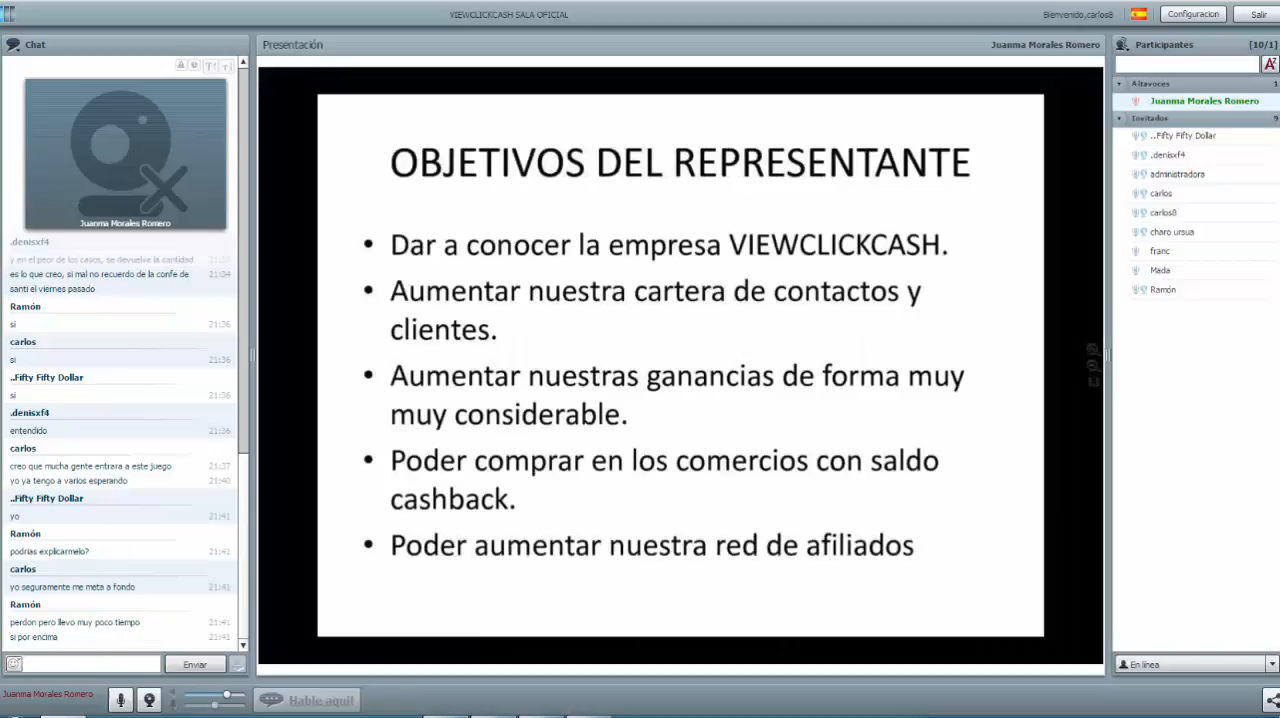 VIEWCLICKCASH SALA OFICIAL
Bienvenido,carlos8
Configuracion
Salir
Chat
Juanma Morales Romero
.denisxf4
y en el peor de los casos, se devuelve la cantidad
es lo que creo, si mal no recuerdo de la confe de 21:34
santi el viernes pasado
Ramón
si 21:36
carlos
si 21:36
..Fifty Fifty Dollar
si 21:36
.denisxf4
entendido 21:36
carlos
creo que mucha gente entrara a este juego 21:37
yo ya tengo a varios esperando 21:40
..Fifty Fifty Dollar
yo 21:41
Ramón
podrias explicarmelo? 21:41
carlos
yo seguramente me meta a fondo 21:41
Ramón
perdon pero llevo muy poco tiempo 21:41
si por encima 21:41
Enviar
Juanma Morales Romero
Hable aquí!
Presentación
Juanma Morales Romero
OBJETIVOS DEL REPRESENTANTE
• Dar a conocer la empresa VIEWCLICKCASH.
• Aumentar nuestra cartera de contactos y
clientes.
• Aumentar nuestras ganancias de forma muy
muy considerable.
• Poder comprar en los comercios con saldo
cashback.
• Poder aumentar nuestra red de afiliados
Participantes [10/1]
Altavoces 1
Juanma Morales Romero
Invitados 9
..Fifty Fifty Dollar
.denisxf4
administradora
carlos
carlos8
charo ursua
franc
Mada
Ramón
En línea